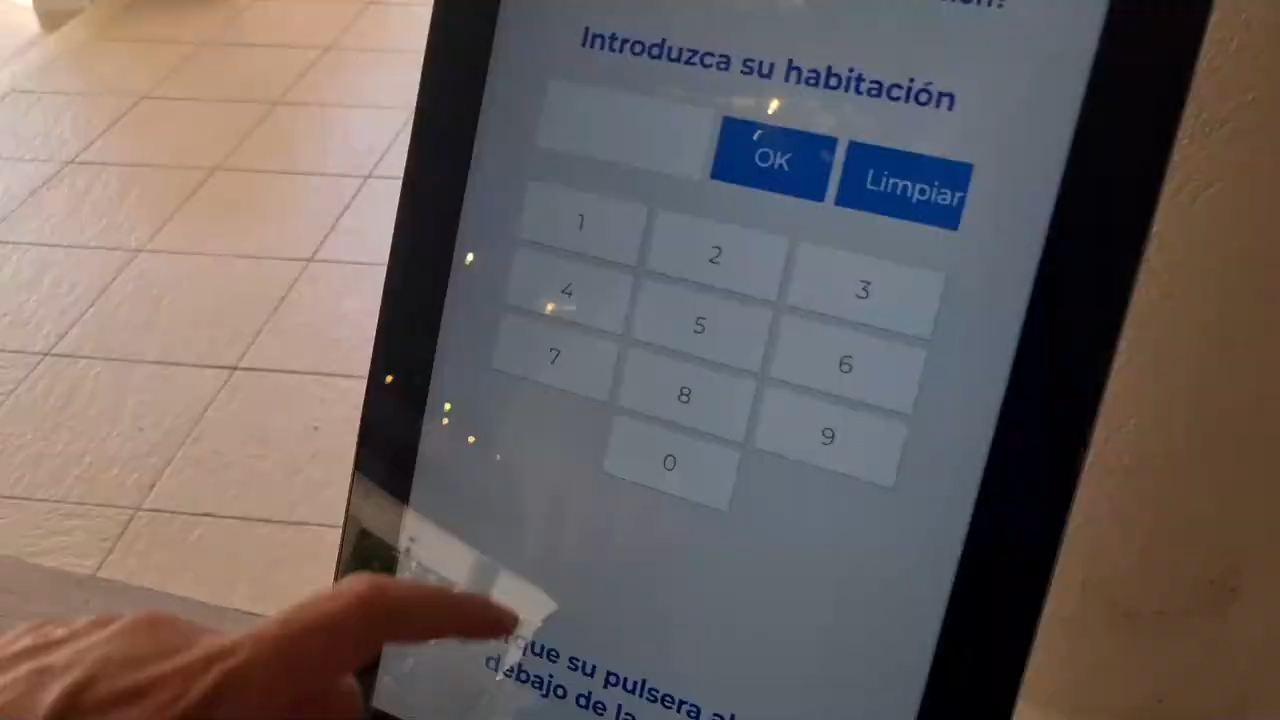 Introduzca su habitación
OK
Limpiar
1
2
3
4
5
6
7
8
9
0
su pulsera
debajo de la